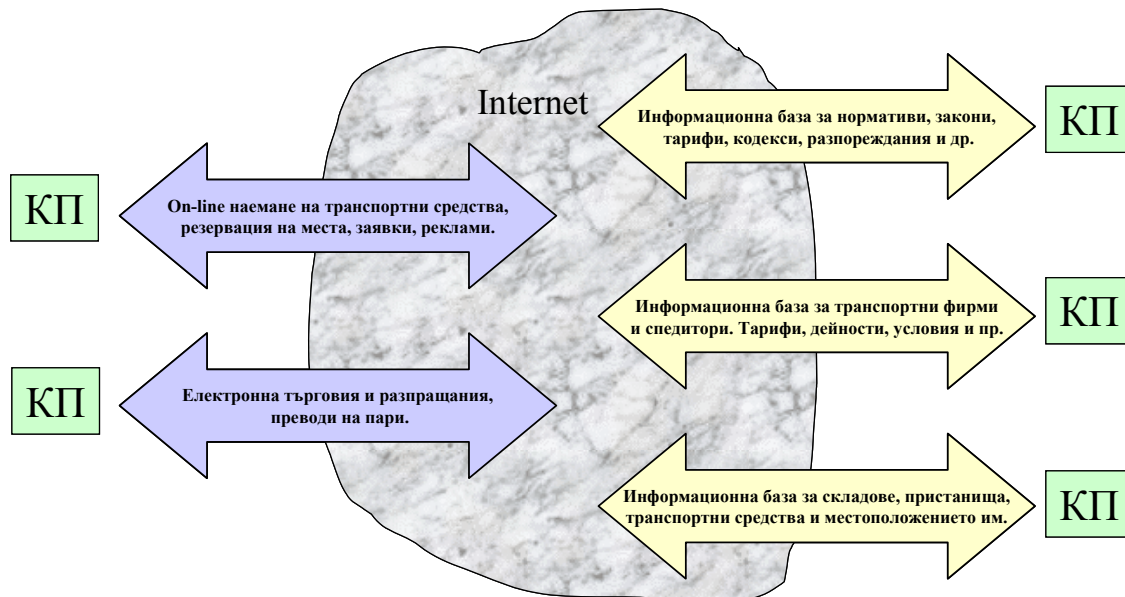 Internet
Информационна база за нормативи, закони,
тарифи, кодекси, разпореждания и др.
КП
КП
On-line наемане на транспортни средства,
резервация на места, заявки, реклами.
Информационна база за транспортни фирми
и спедитори. Тарифи, дейности, условия и пр.
КП
КП
Електронна търговия и разпращания,
преводи на пари.
Информационна база за складове, пристанища,
транспортни средства и местоположението им.
КП